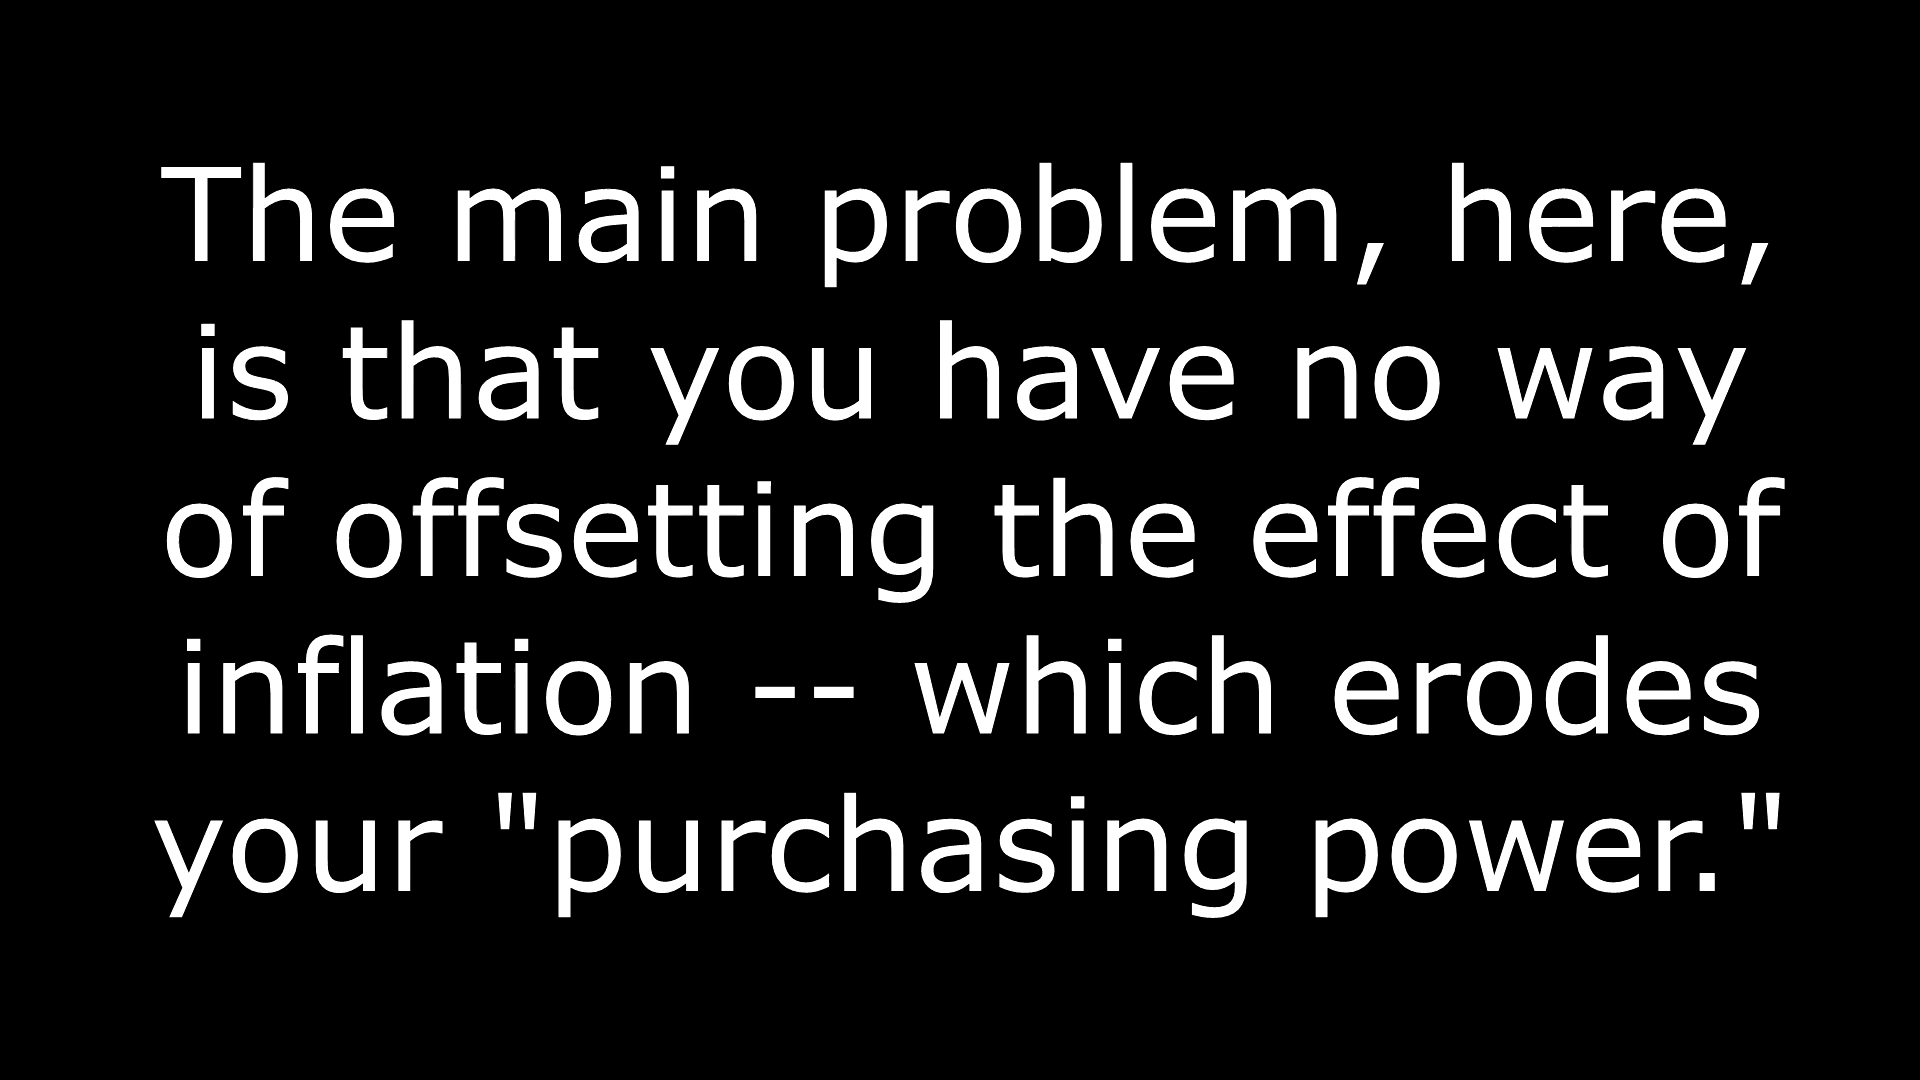 The main problem, here,
is that you have no way
of offsetting the effect of
inflation -- which erodes
your "purchasing power."